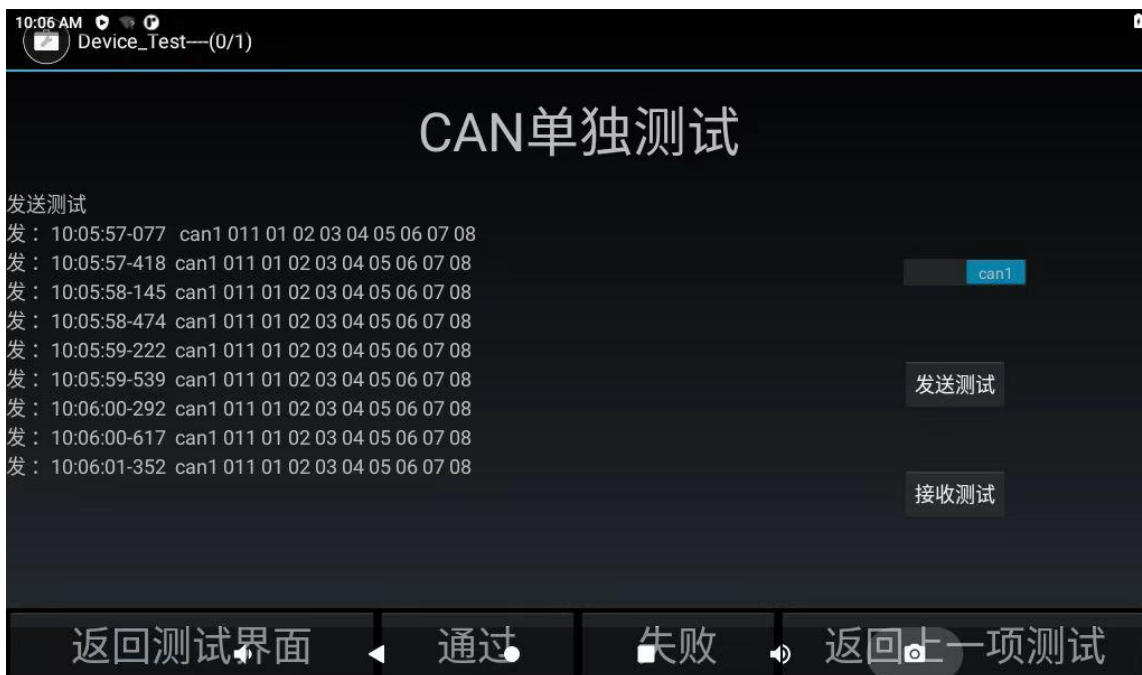 10:06 AM
Device_Test----(0/1)
CAN单独测试
发送测试
发： 10:05:57-077 can1 011 01 02 03 04 05 06 07 08
发： 10:05:57-418 can1 011 01 02 03 04 05 06 07 08
发： 10:05:58-145 can1 011 01 02 03 04 05 06 07 08
发： 10:05:58-474 can1 011 01 02 03 04 05 06 07 08
发： 10:05:59-222 can1 011 01 02 03 04 05 06 07 08
发： 10:05:59-539 can1 011 01 02 03 04 05 06 07 08
发： 10:06:00-292 can1 011 01 02 03 04 05 06 07 08
发： 10:06:00-617 can1 011 01 02 03 04 05 06 07 08
发： 10:06:01-352 can1 011 01 02 03 04 05 06 07 08
can1
发送测试
接收测试
返回测试界面 通过 失败 返回上一项测试